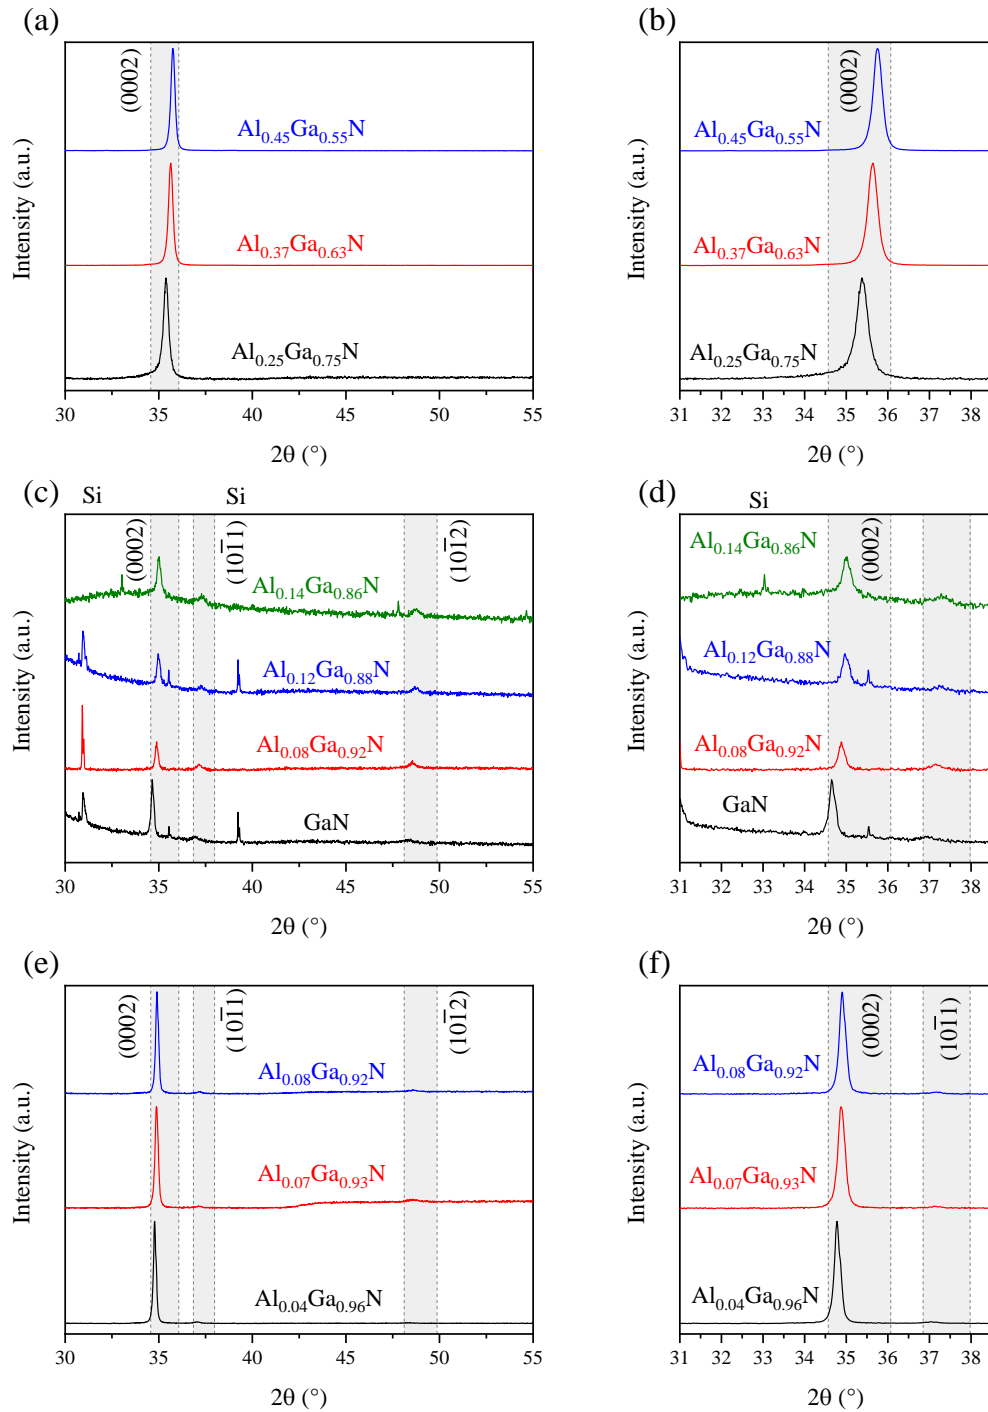 (a)
(0002)
Al0.45Ga0.55N
Al0.37Ga0.63N
Al0.25Ga0.75N
Intensity (a.u.)
30 35 40 45 50 55
2θ (°)
(b)
(0002)
Al0.45Ga0.55N
Al0.37Ga0.63N
Al0.25Ga0.75N
Intensity (a.u.)
31 33 34 35 36 37 38
2θ (°)
(c)
Si Si
(0002)
(101̅1)
(101̅2)
Al0.14Ga0.86N
Al0.12Ga0.88N
Al0.08Ga0.92N
GaN
Intensity (a.u.)
30 35 40 45 50 55
2θ (°)
(d)
Si
(0002)
Al0.14Ga0.86N
Al0.12Ga0.88N
Al0.08Ga0.92N
GaN
Intensity (a.u.)
31 32 33 34 35 36 37 38
2θ (°)
(e)
(0002)
(101̅1)
(101̅2)
Al0.08Ga0.92N
Al0.07Ga0.93N
Al0.04Ga0.96N
Intensity (a.u.)
30 35 40 45 50 55
2θ (°)
(f)
(0002)
(101̅1)
Al0.08Ga0.92N
Al0.07Ga0.93N
Al0.04Ga0.96N
Intensity (a.u.)
31 32 33 34 35 36 37 38
2θ (°)